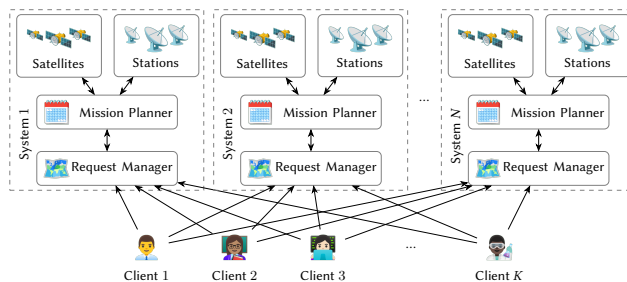 System 1
Satellites
Stations
Mission Planner
Request Manager
System 2
Satellites
Stations
Mission Planner
Request Manager
...
System N
Satellites
Stations
Mission Planner
Request Manager
Client 1
Client 2
Client 3
...
Client K